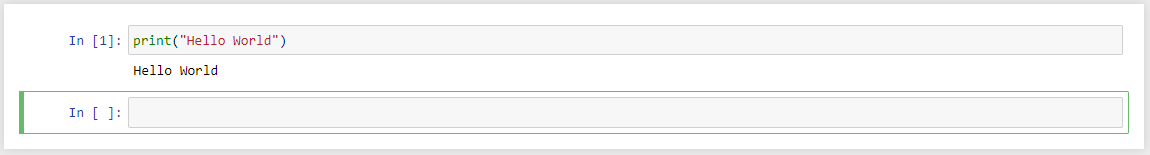 In [1]: print("Hello World")
Hello World
In [ ]: